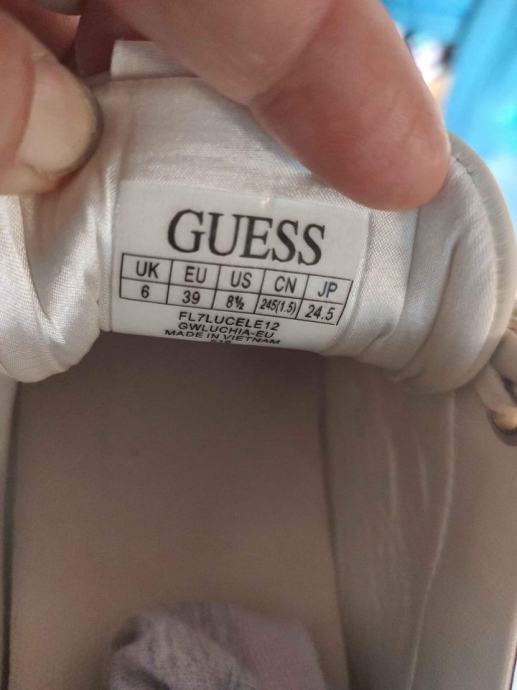 GUESS
UK EU US CN JP
6 39 8½ 245(1.5) 24.5
FL7LUCELE12
GWLUCHIA-EU
MADE IN VIETNAM